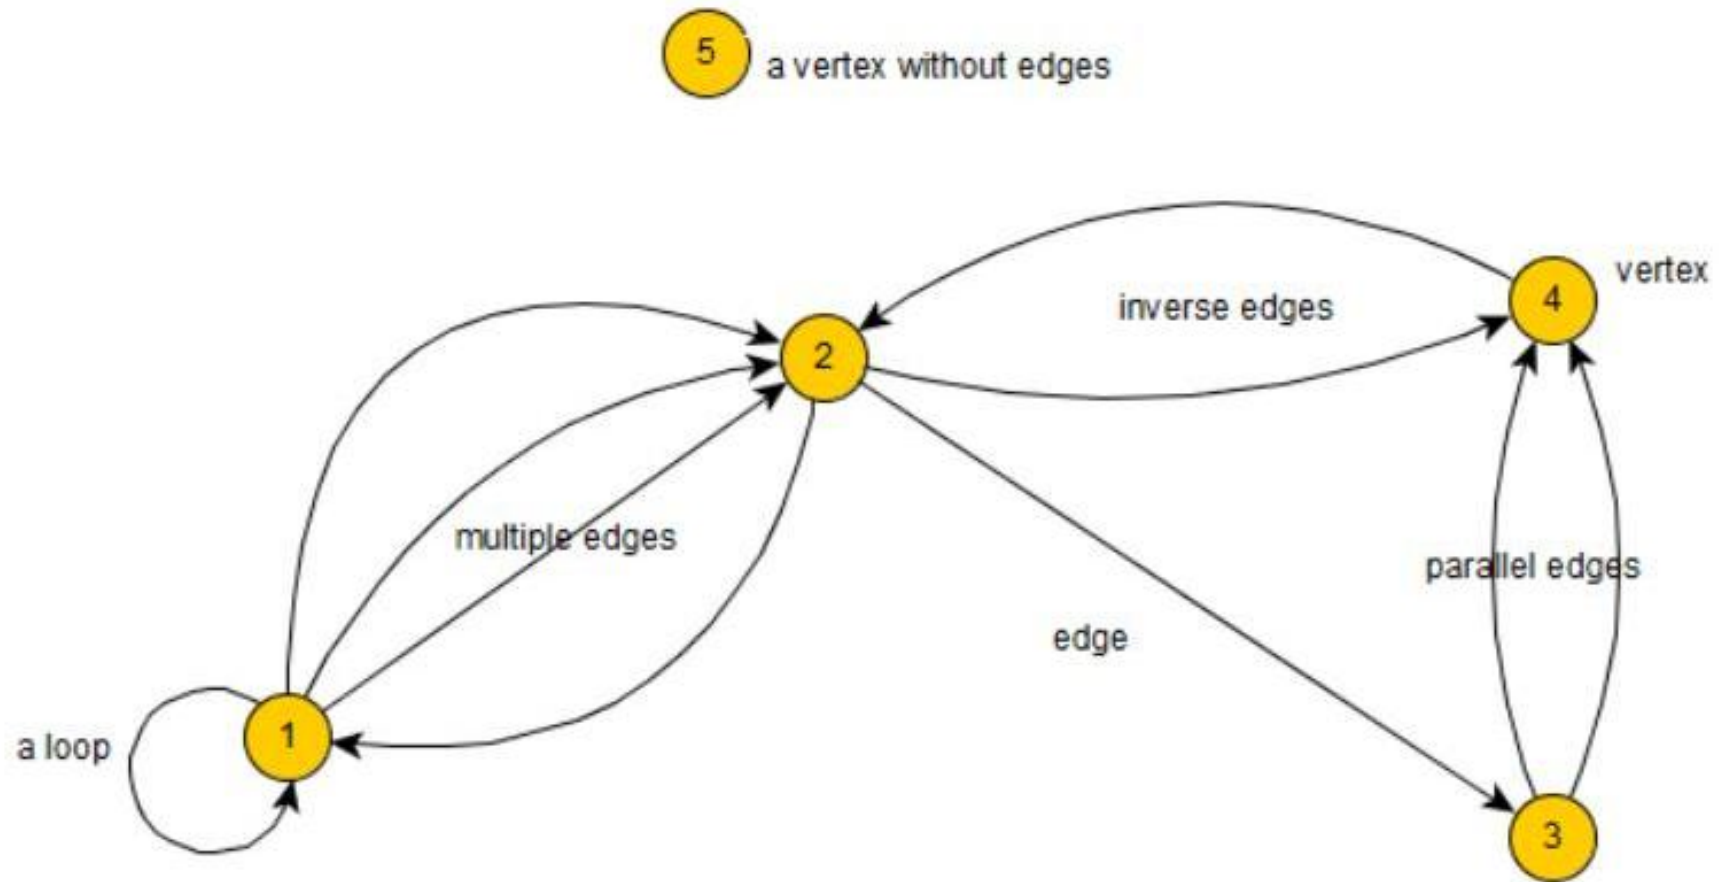 5
a vertex without edges
4
vertex
inverse edges
2
multiple edges
parallel edges
edge
1
a loop
3